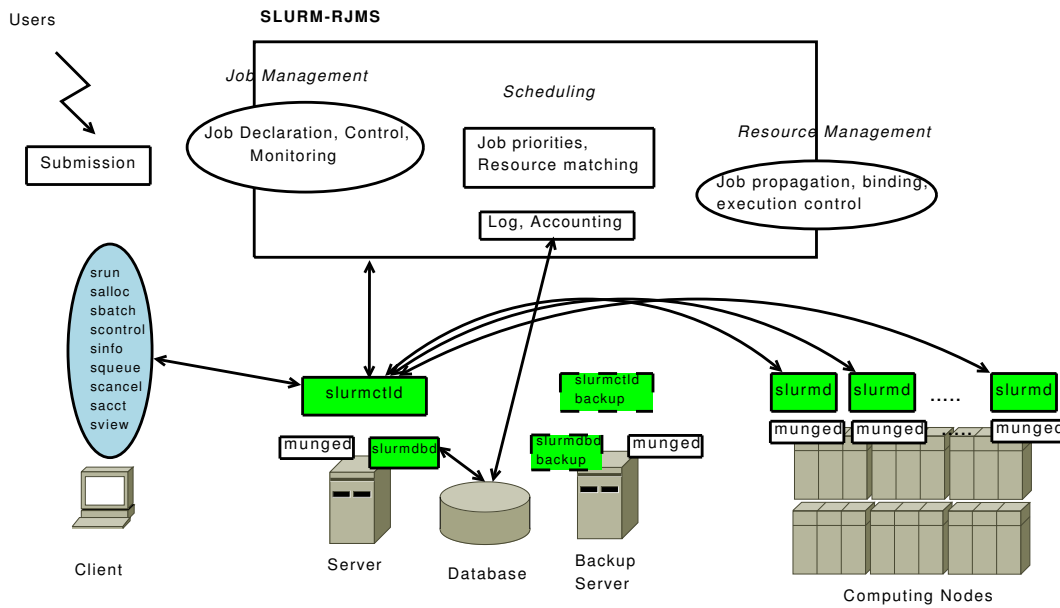 Users
SLURM-RJMS
Job Management
Scheduling
Resource Management
Submission
Job Declaration, Control,
Monitoring
Job priorities,
Resource matching
Job propagation, binding,
execution control
Log, Accounting
srun
salloc
sbatch
scontrol
sinfo
squeue
scancel
sacct
sview
slurmctld
slurmctld
backup
slurmd
slurmd
.....
slurmd
munged
slurmdbd
slurmdbd
backup
munged
munged
munged
.....
munged
Client
Server
Database
Backup
Server
Computing Nodes